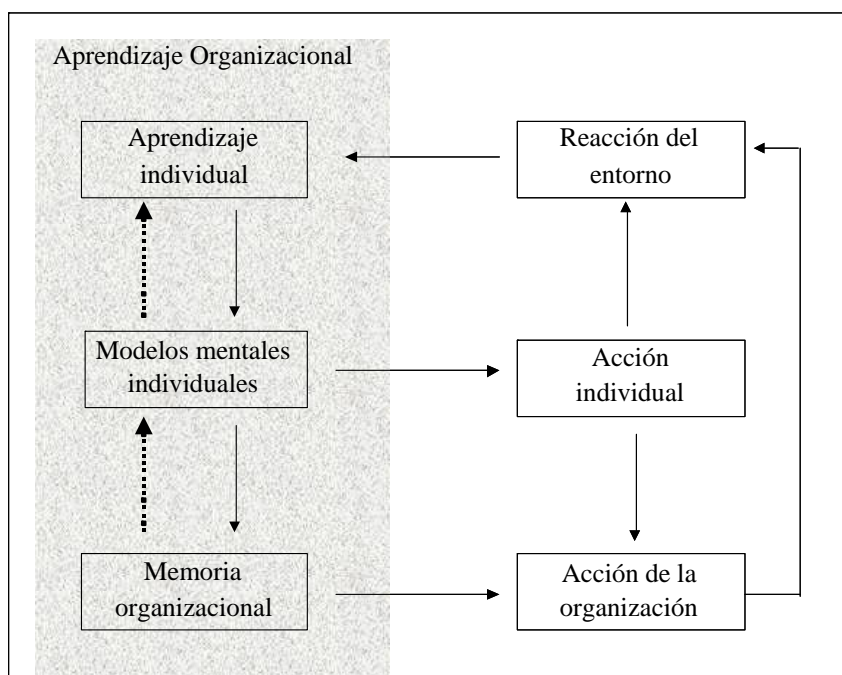 Aprendizaje Organizacional
Aprendizaje
individual
Reacción del
entorno
Modelos mentales
individuales
Acción
individual
Memoria
organizacional
Acción de la
organización